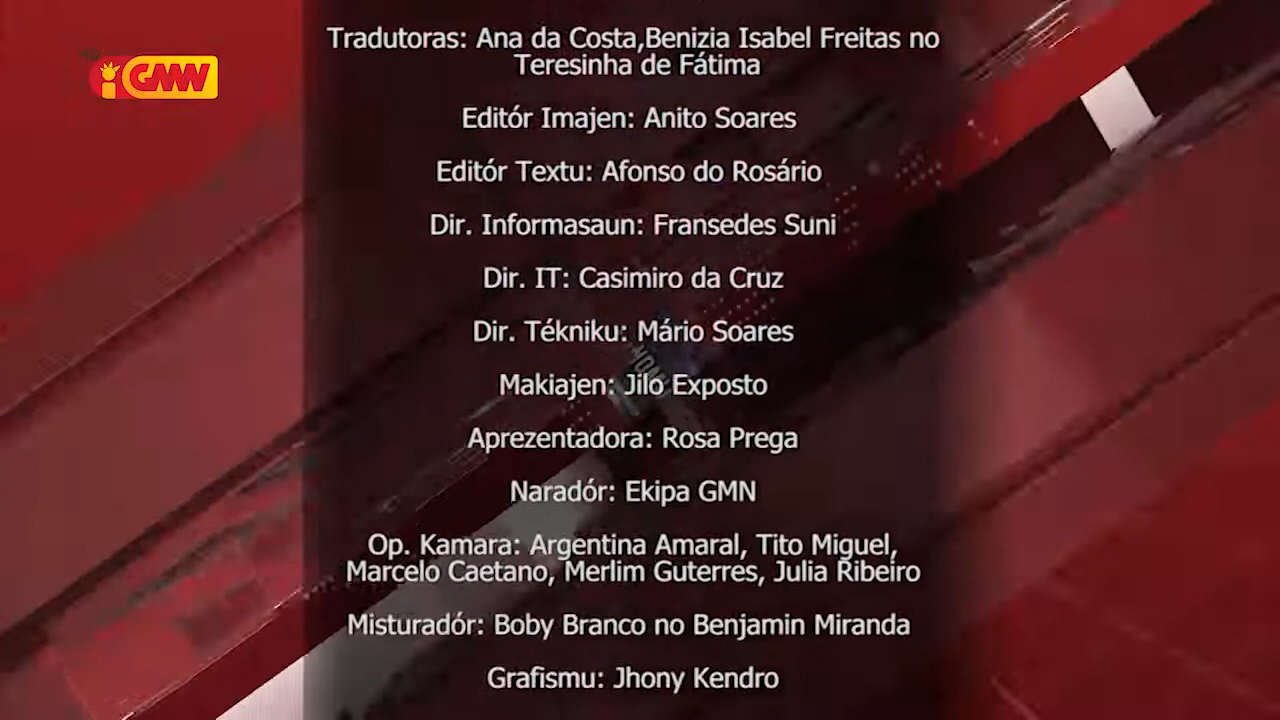 GMN
Tradutoras: Ana da Costa,Benizia Isabel Freitas no
Teresinha de Fátima
Editór Imajen: Anito Soares
Editór Textu: Afonso do Rosário
Dir. Informasaun: Fransedes Suni
Dir. IT: Casimiro da Cruz
Dir. Tékniku: Mário Soares
Makiajen: Jilo Exposto
Aprezentadora: Rosa Prega
Naradór: Ekipa GMN
Op. Kamara: Argentina Amaral, Tito Miguel,
Marcelo Caetano, Merlim Guterres, Julia Ribeiro
Misturadór: Boby Branco no Benjamin Miranda
Grafismu: Jhony Kendro